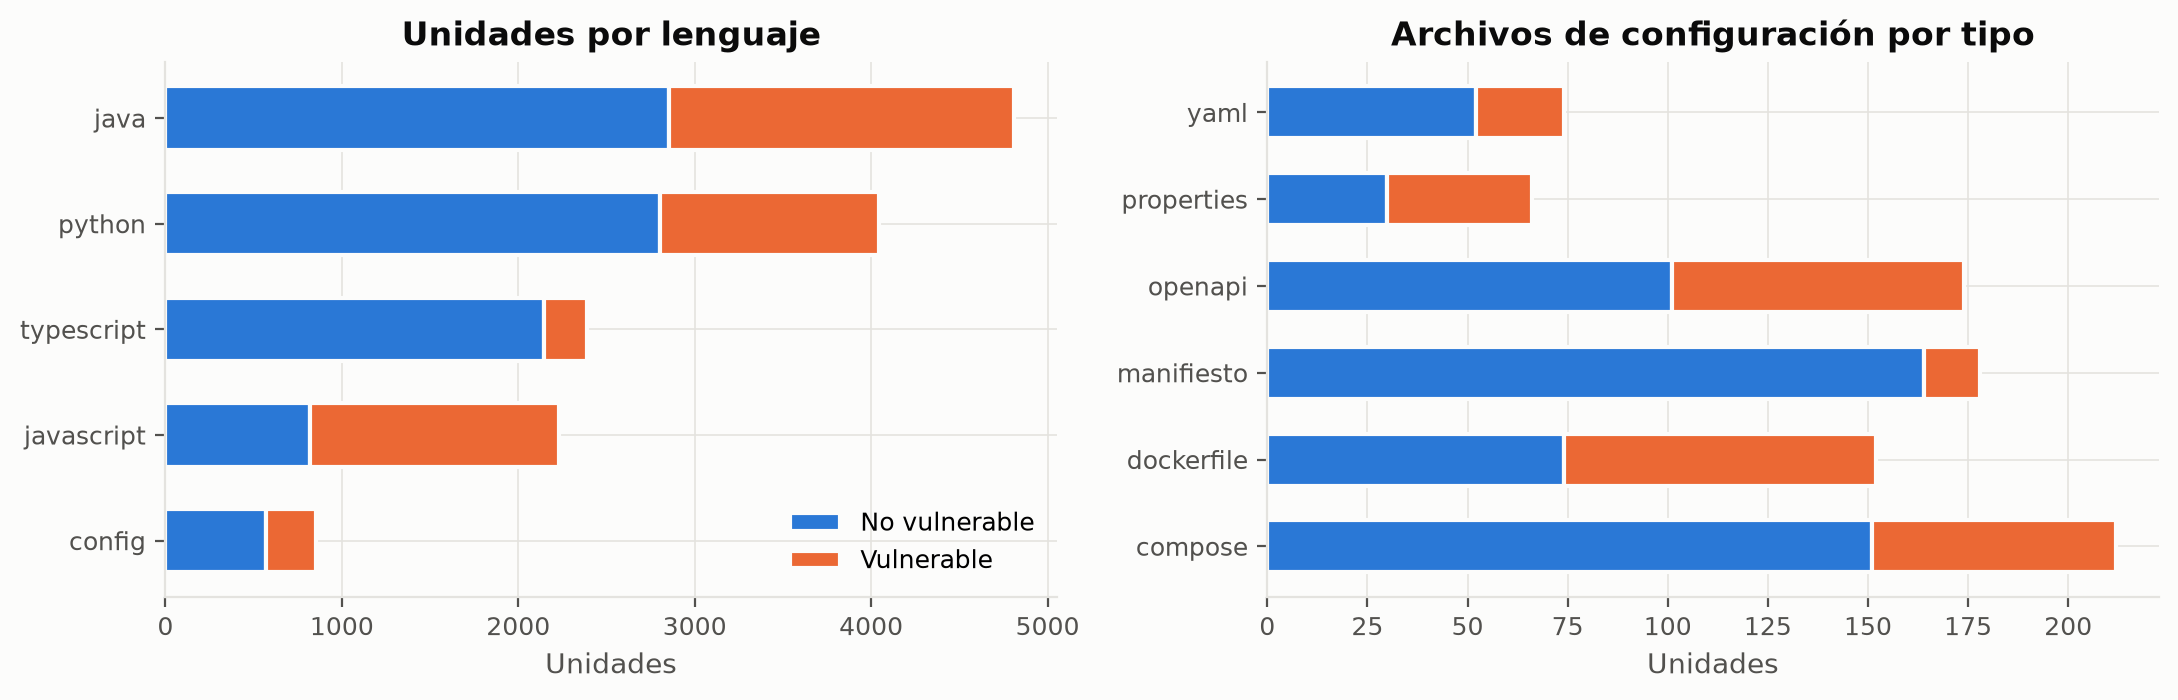 Unidades por lenguaje
java
python
typescript
javascript
config
No vulnerable
Vulnerable
0 1000 2000 3000 4000 5000
Unidades
Archivos de configuración por tipo
yaml
properties
openapi
manifiesto
dockerfile
compose
0 25 50 75 100 125 150 175 200
Unidades